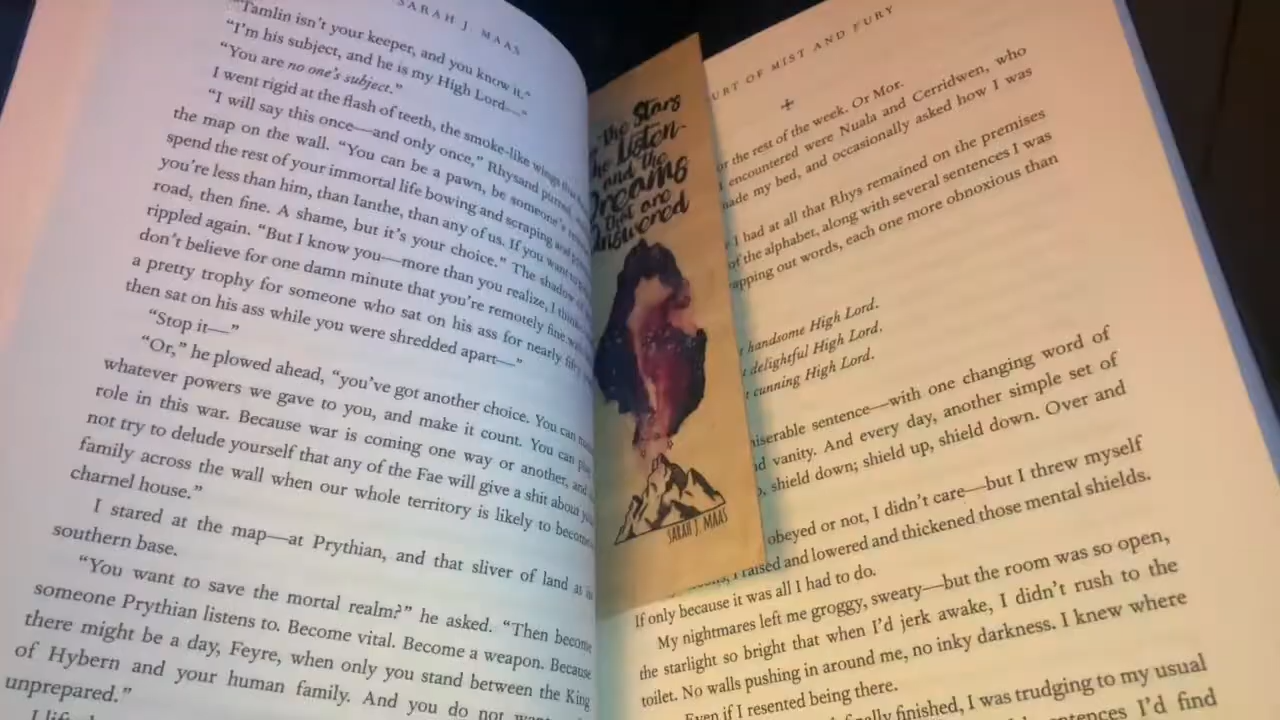 SARAH J. MAAS
"Tamlin isn't your keeper, and you know it."
"I'm his subject, and he is my High Lord—"
"You are no one's subject."
I went rigid at the flash of teeth, the smoke-like wings
"I will say this once—and only once," Rhysand purred,
the map on the wall. "You can be a pawn, be someone's
spend the rest of your immortal life bowing and scraping and
you're less than him, than Ianthe, than any of us. If you want to
road, then fine. A shame, but it's your choice." The shadow
rippled again. "But I know you—more than you realize, I think
don't believe for one damn minute that you're remotely fine
a pretty trophy for someone who sat on his ass for nearly
then sat on his ass while you were shredded apart—"
"Stop it—"
"Or," he plowed ahead, "you've got another choice. You can
whatever powers we gave to you, and make it count. You can
role in this war. Because war is coming one way or another, and
not try to delude yourself that any of the Fae will give a shit about
family across the wall when our whole territory is likely to become
charnel house."
I stared at the map—at Prythian, and that sliver of land at
southern base.
"You want to save the mortal realm?" he asked. "Then become
someone Prythian listens to. Become vital. Become a weapon. Because
there might be a day, Feyre, when only you stand between the King
of Hybern and your human family. And you do not want
unprepared."
the Stars
Listen-
and the
Dreams
that are
Answered
SARAH J. MAAS
URT OF MIST AND FURY
or the rest of the week. Or Mor.
encountered were Nuala and Cerridwen, who
made my bed, and occasionally asked how I was
I had at all that Rhys remained on the premises
of the alphabet, along with several sentences I was
apping out words, each one more obnoxious than
handsome High Lord.
delightful High Lord.
cunning High Lord.
miserable sentence—with one changing word of
vanity. And every day, another simple set of
shield down; shield up, shield down. Over and
obeyed or not, I didn't care—but I threw myself
I raised and lowered and thickened those mental shields.
If only because it was all I had to do.
My nightmares left me groggy, sweaty—but the room was so open,
the starlight so bright that when I'd jerk awake, I didn't rush to the
toilet. No walls pushing in around me, no inky darkness. I knew where
Even if I resented being there.
finally finished, I was trudging to my usual
sentences I'd find